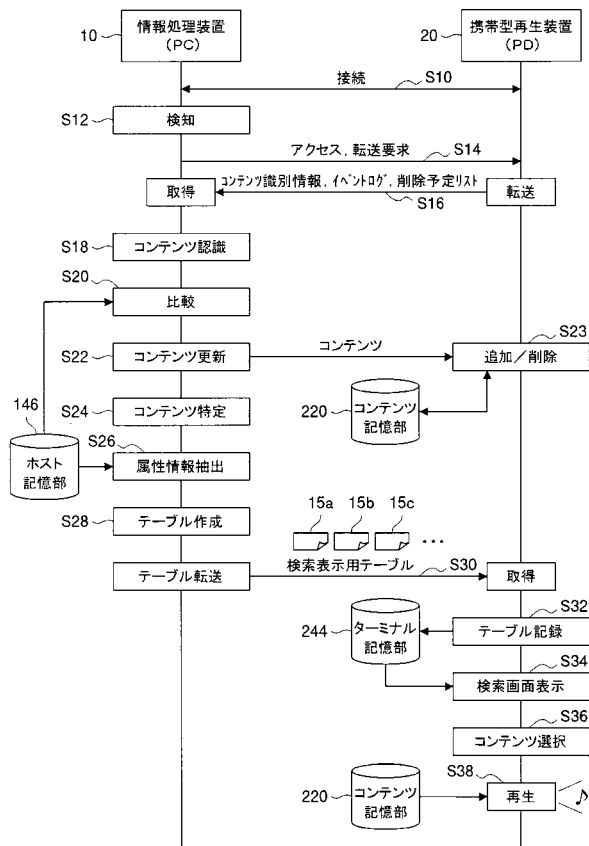 10
情報処理装置
(PC)
20
携帯型再生装置
(PD)
接続
S10
S12
検知
アクセス, 転送要求
S14
取得
コンテンツ識別情報, イベントログ, 削除予定リスト
S16
転送
S18
コンテンツ認識
S20
比較
S22
コンテンツ更新
コンテンツ
S23
追加/削除
220
コンテンツ
記憶部
S24
コンテンツ特定
146
ホスト
記憶部
S26
属性情報抽出
S28
テーブル作成
15a
15b
15c
…
テーブル転送
検索表示用テーブル
S30
取得
244
ターミナル
記憶部
S32
テーブル記録
S34
検索画面表示
S36
コンテンツ選択
220
コンテンツ
記憶部
S38
再生
♪